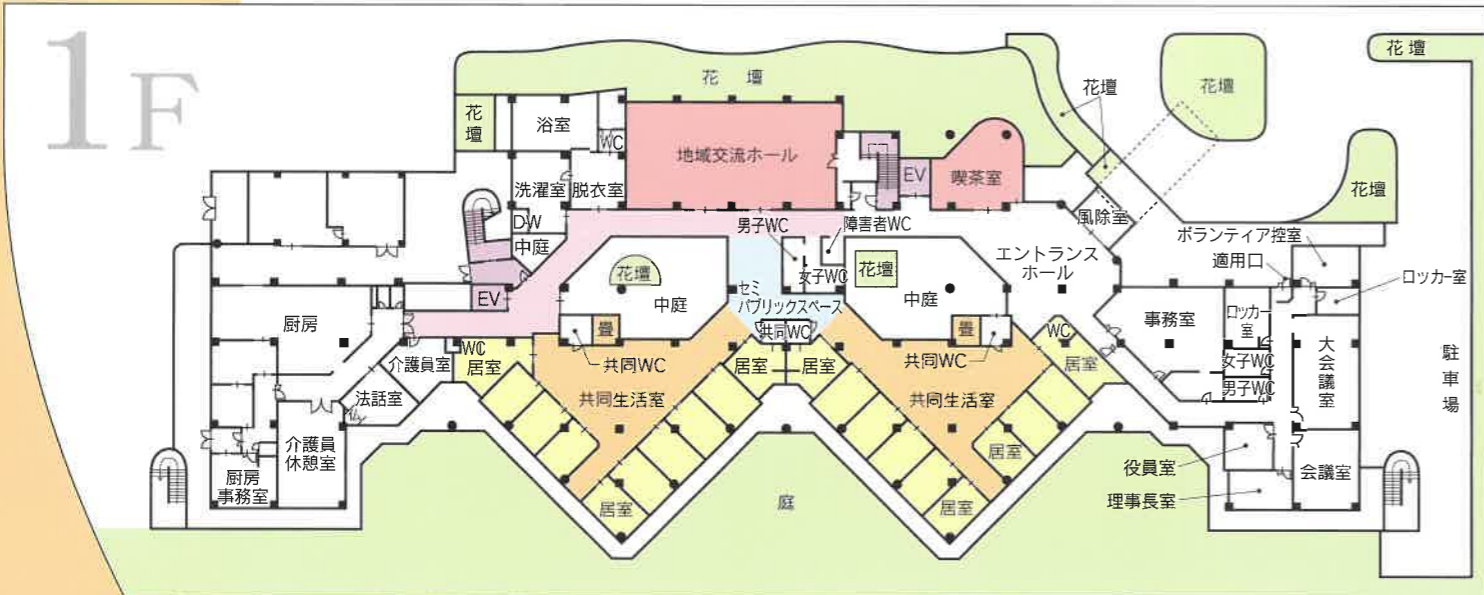 1F
花壇
花壇
花壇
花壇
花壇
花壇
浴室
WC
地域交流ホール
洗濯室
脱衣室
EV
喫茶室
D-W
中庭
男子WC
障害者WC
風除室
ボランティア控室
適用口
ロッカー室
エントランス
ホール
花壇
中庭
セミ
パブリックスペース
女子WC
花壇
中庭
EV
厨房
畳
共同WC
畳
WC
事務室
ロッカー
室
大会議室
駐車場
介護員室
WC
居室
共同WC
居室
居室
共同WC
居室
女子WC
男子WC
法話室
共同生活室
共同生活室
介護員
休憩室
居室
厨房
事務室
居室
庭
居室
役員室
理事長室
会議室